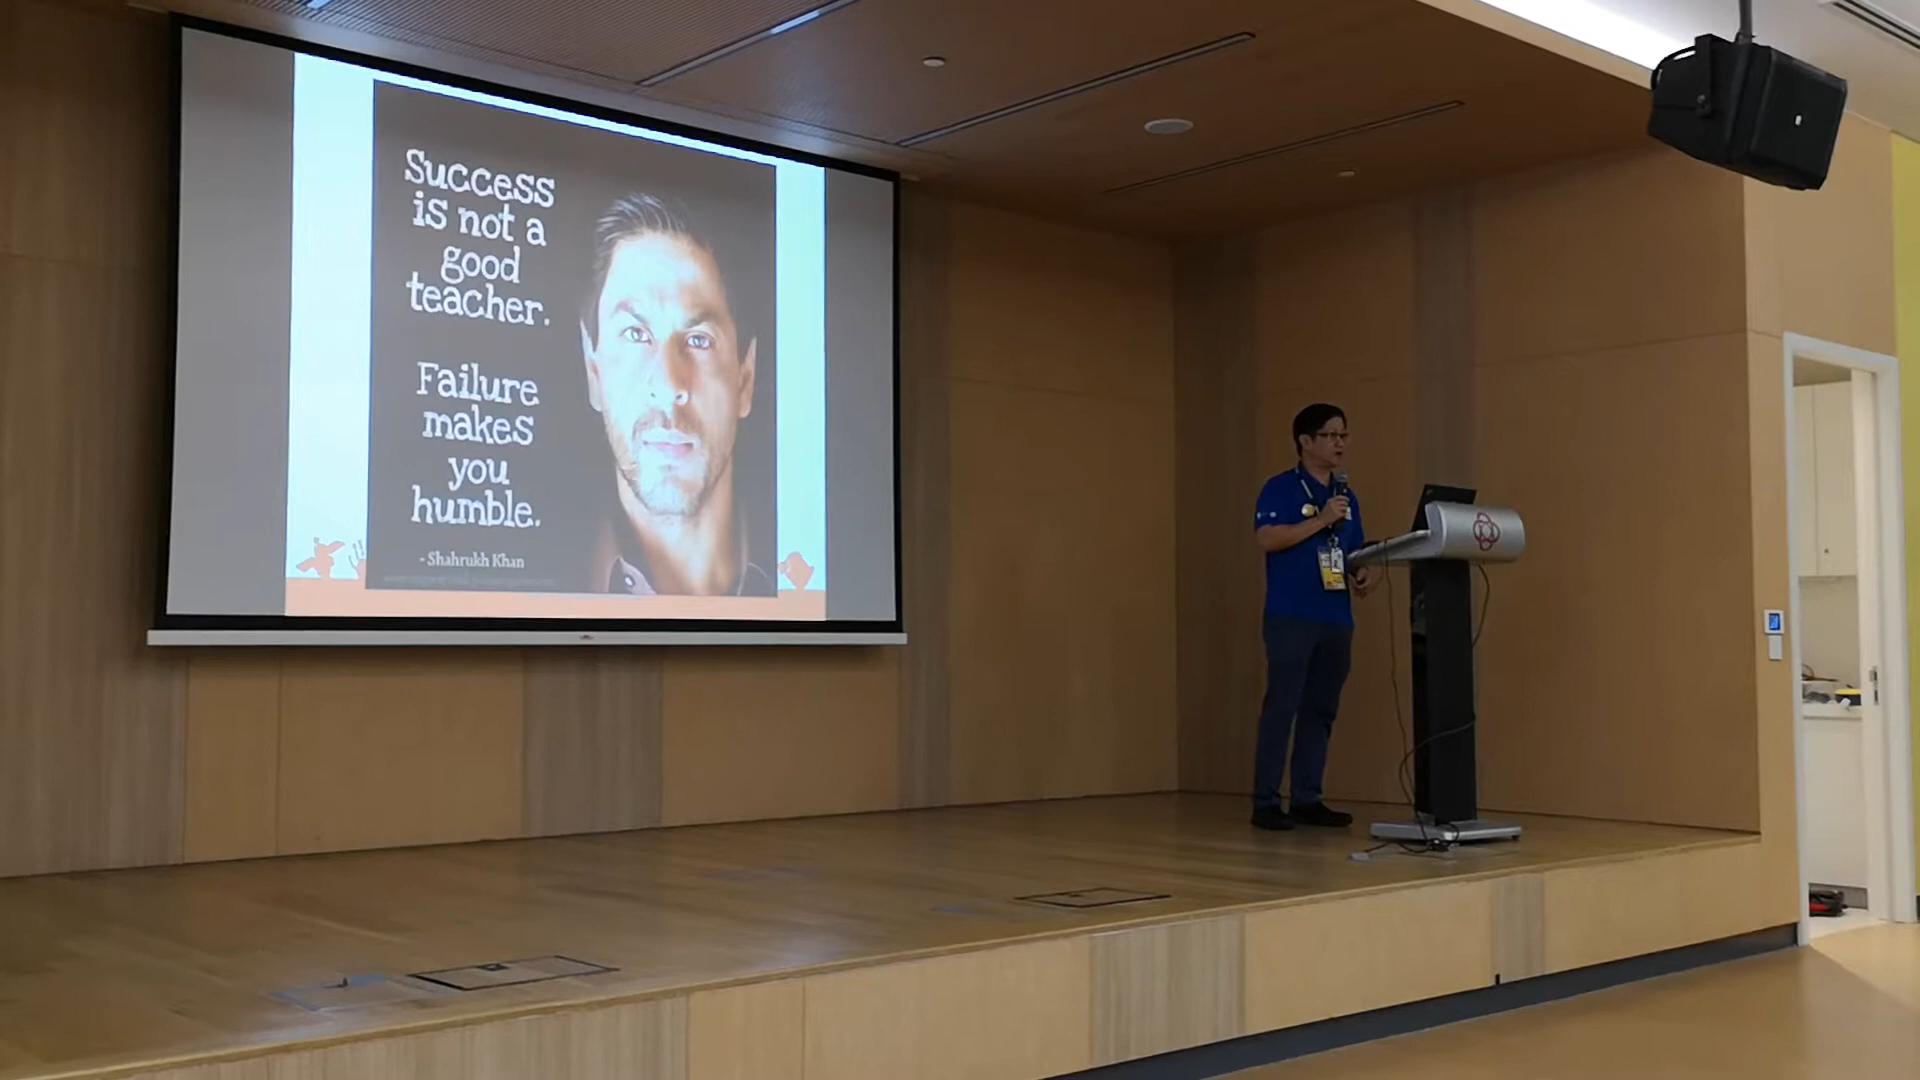 Success
is not a
good
teacher.
Failure
makes
you
humble.
- Shahrukh Khan